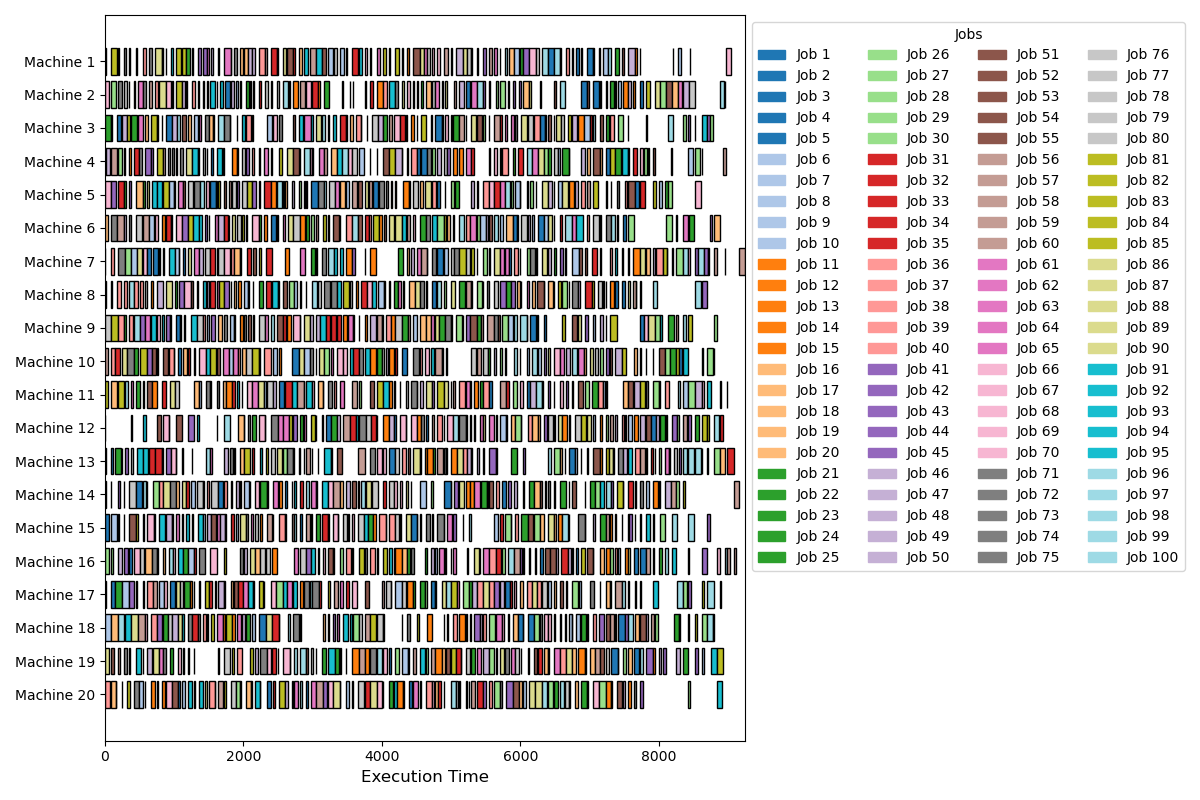 Machine 1
Machine 2
Machine 3
Machine 4
Machine 5
Machine 6
Machine 7
Machine 8
Machine 9
Machine 10
Machine 11
Machine 12
Machine 13
Machine 14
Machine 15
Machine 16
Machine 17
Machine 18
Machine 19
Machine 20
0 2000 4000 6000 8000
Execution Time
Jobs
Job 1 Job 26 Job 51 Job 76
Job 2 Job 27 Job 52 Job 77
Job 3 Job 28 Job 53 Job 78
Job 4 Job 29 Job 54 Job 79
Job 5 Job 30 Job 55 Job 80
Job 6 Job 31 Job 56 Job 81
Job 7 Job 32 Job 57 Job 82
Job 8 Job 33 Job 58 Job 83
Job 9 Job 34 Job 59 Job 84
Job 10 Job 35 Job 60 Job 85
Job 11 Job 36 Job 61 Job 86
Job 12 Job 37 Job 62 Job 87
Job 13 Job 38 Job 63 Job 88
Job 14 Job 39 Job 64 Job 89
Job 15 Job 40 Job 65 Job 90
Job 16 Job 41 Job 66 Job 91
Job 17 Job 42 Job 67 Job 92
Job 18 Job 43 Job 68 Job 93
Job 19 Job 44 Job 69 Job 94
Job 20 Job 45 Job 70 Job 95
Job 21 Job 46 Job 71 Job 96
Job 22 Job 47 Job 72 Job 97
Job 23 Job 48 Job 73 Job 98
Job 24 Job 49 Job 74 Job 99
Job 25 Job 50 Job 75 Job 100